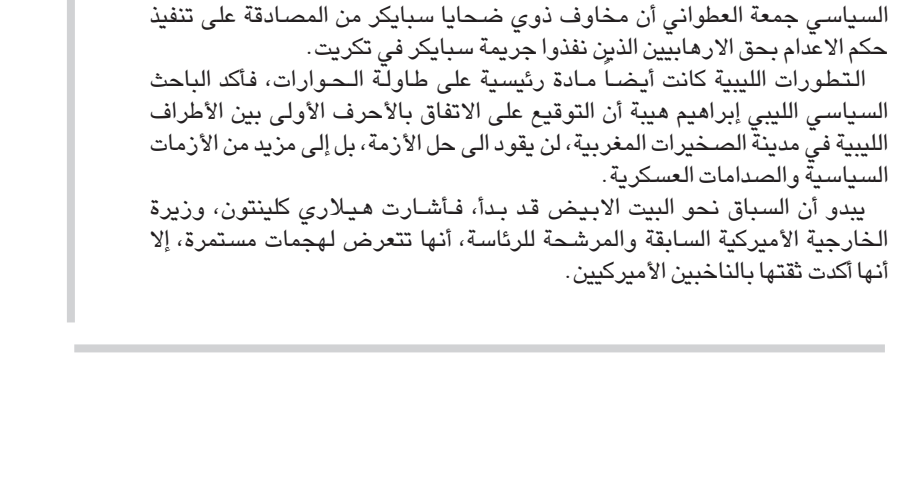 السياسي جمعة العطواني أن مخاوف ذوي ضحايا سبايكر من المصادقة على تنفيذ
حكم الاعدام بحق الارهابيين الذين نفذوا جريمة سبايكر في تكريت.
التطورات الليبية كانت أيضاً مادة رئيسية على طاولة الحوارات، فأكد الباحث
السياسي الليبي إبراهيم هيبة أن التوقيع على الاتفاق بالأحرف الأولى بين الأطراف
الليبية في مدينة الصخيرات المغربية، لن يقود الى حل الأزمة، بل إلى مزيد من الأزمات
السياسية والصدامات العسكرية.
يبدو أن السباق نحو البيت الابيض قد بدأ، فأشارت هيلاري كلينتون، وزيرة
الخارجية الأميركية السابقة والمرشحة للرئاسة، أنها تتعرض لهجمات مستمرة، إلا
أنها أكدت ثقتها بالناخبين الأميركيين.